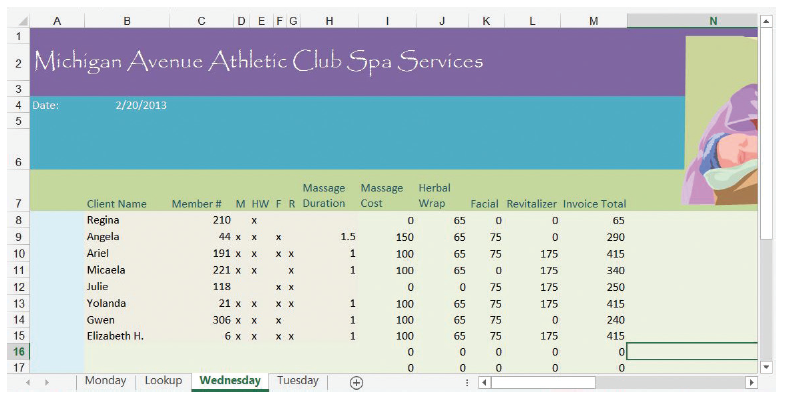 A B C D E F G H I J K L M N
1
2 Michigan Avenue Athletic Club Spa Services
3
4 Date: 2/20/2013
5
6
Massage Massage Herbal
7 Client Name Member # M HW F R Duration Cost Wrap Facial Revitalizer Invoice Total
8 Regina 210 x 0 65 0 0 65
9 Angela 44 x x x 1.5 150 65 75 0 290
10 Ariel 191 x x x x 1 100 65 75 175 415
11 Micaela 221 x x x 1 100 65 0 175 340
12 Julie 118 x x 0 0 75 175 250
13 Yolanda 21 x x x x 1 100 65 75 175 415
14 Gwen 306 x x x 1 100 65 75 0 240
15 Elizabeth H. 6 x x x x 1 100 65 75 175 415
16 0 0 0 0 0
17 0 0 0 0 0
Monday Lookup Wednesday Tuesday